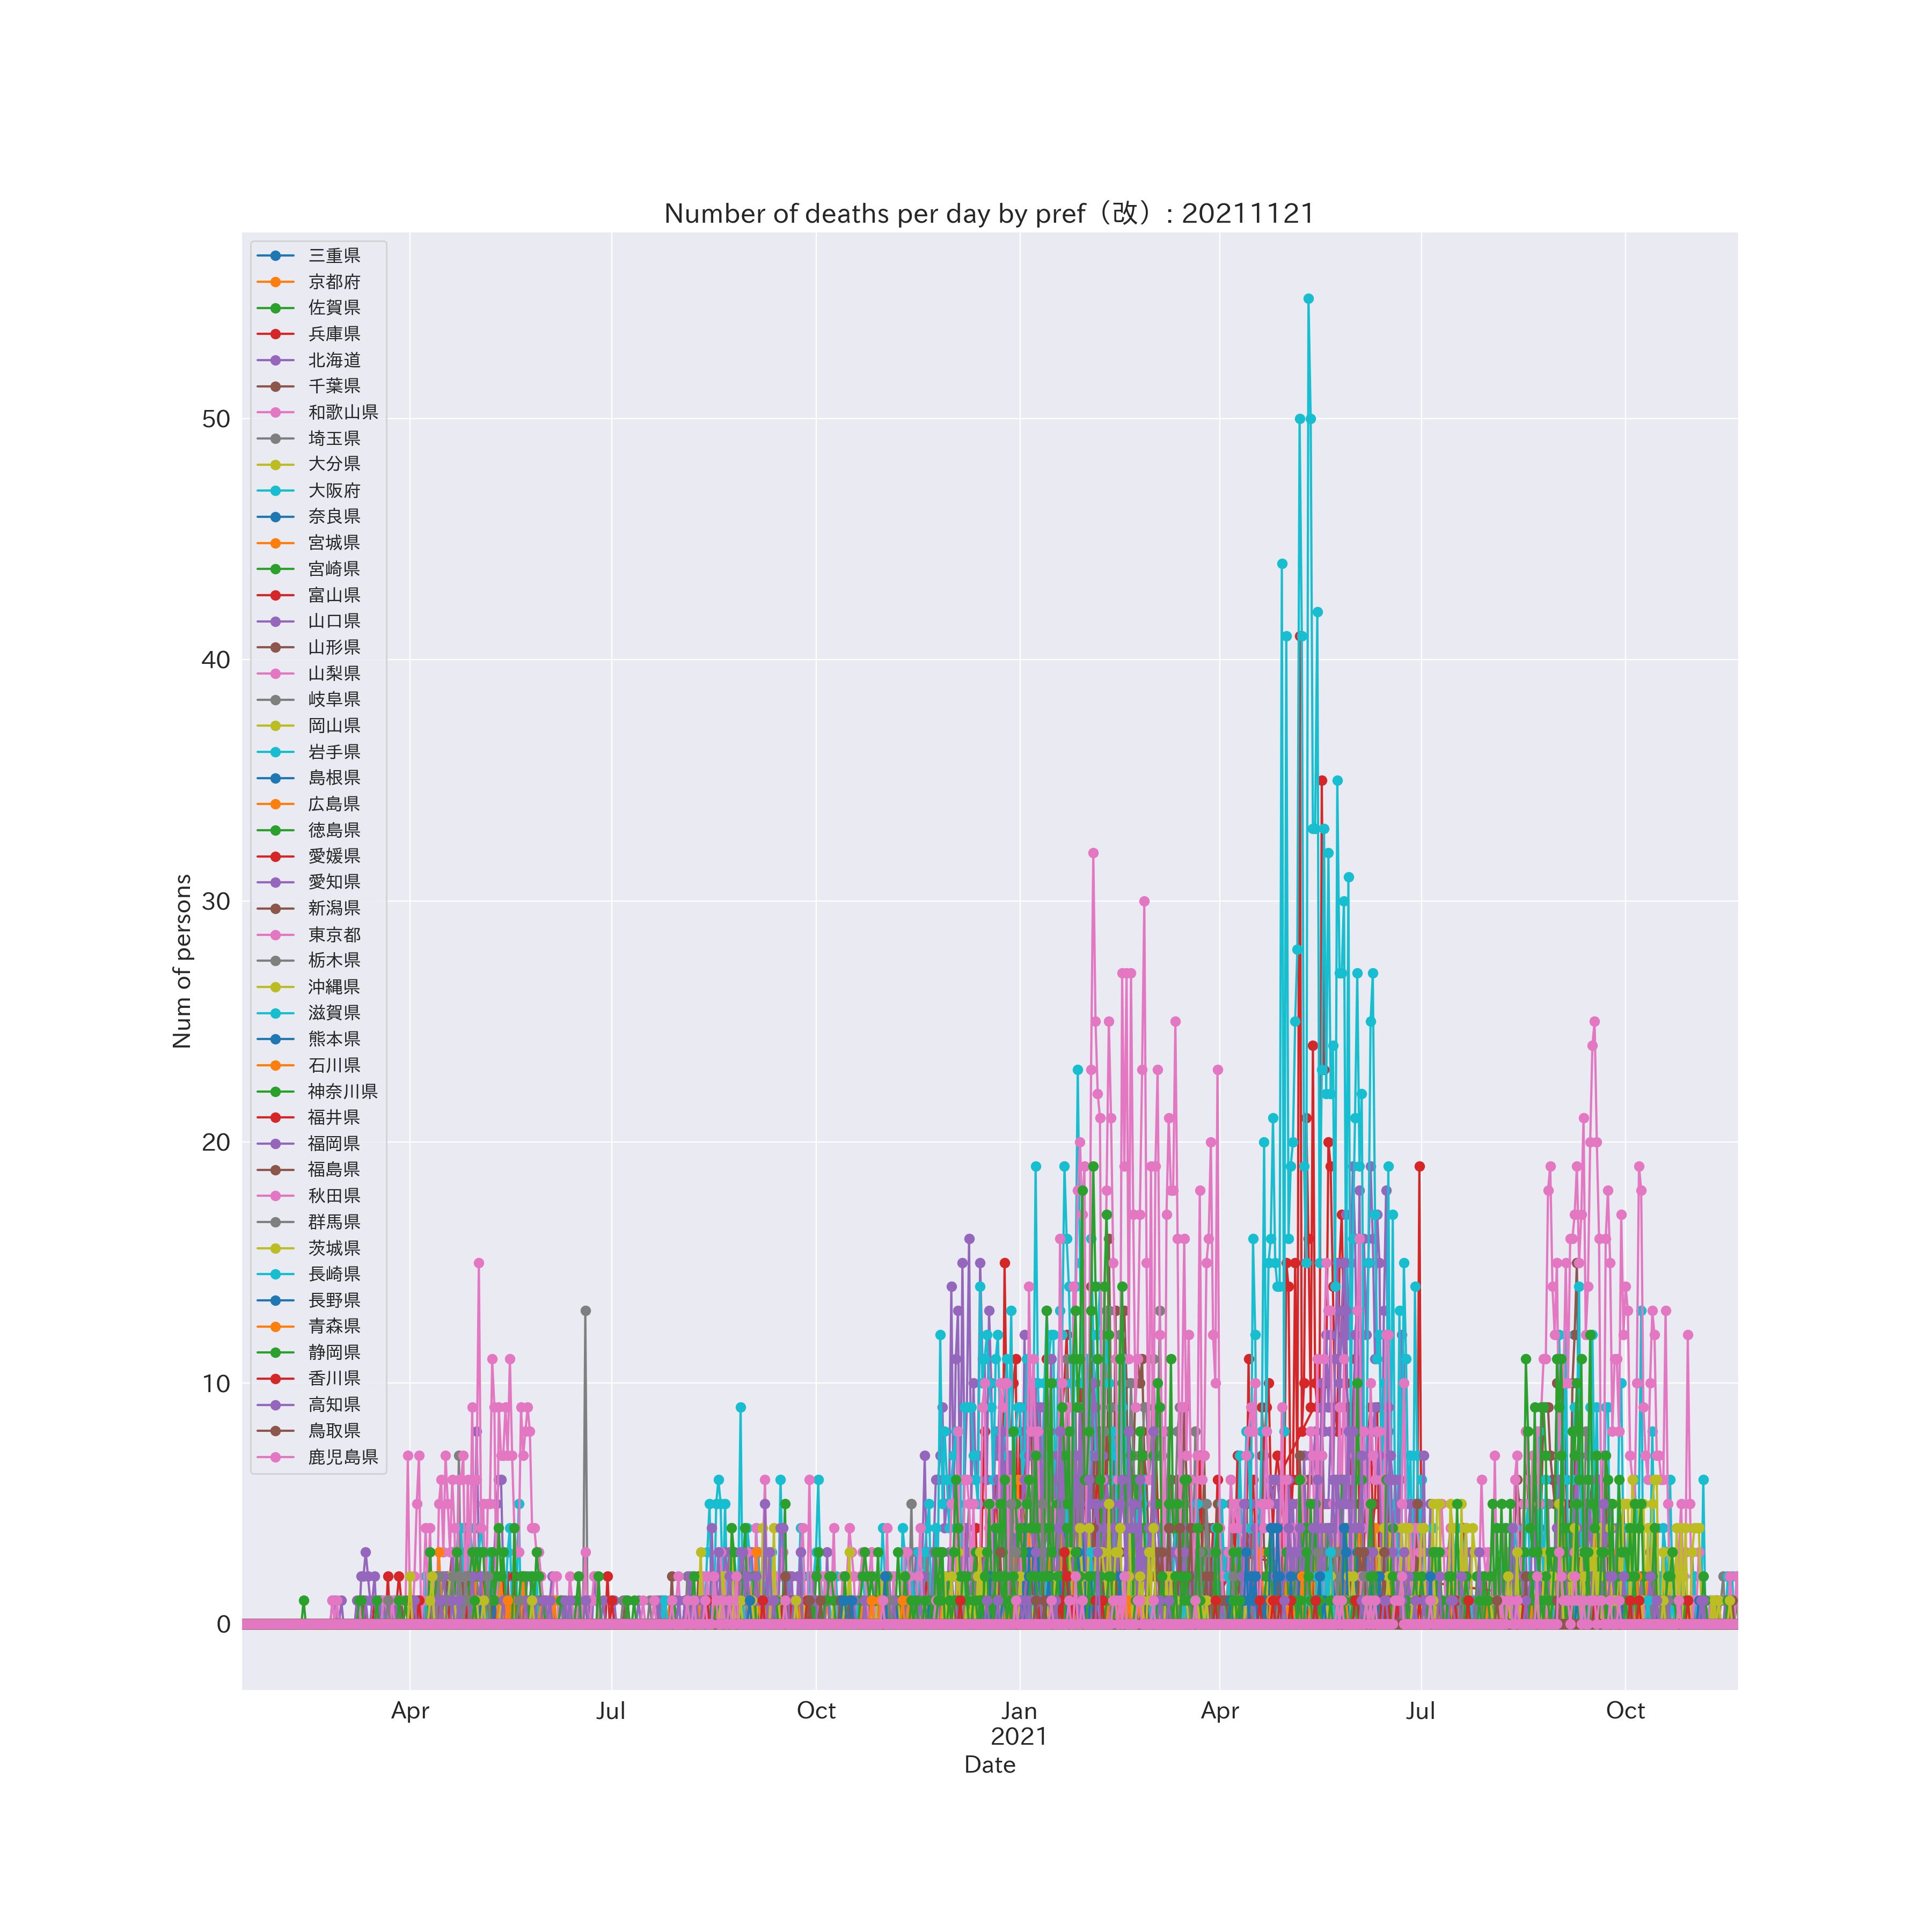 Number of deaths per day by pref（改）: 20211121
三重県
京都府
佐賀県
兵庫県
北海道
千葉県
和歌山県
埼玉県
大分県
大阪府
奈良県
宮城県
宮崎県
富山県
山口県
山形県
山梨県
岐阜県
岡山県
岩手県
島根県
広島県
徳島県
愛媛県
愛知県
新潟県
東京都
栃木県
沖縄県
滋賀県
熊本県
石川県
神奈川県
福井県
福岡県
福島県
秋田県
群馬県
茨城県
長崎県
長野県
青森県
静岡県
香川県
高知県
鳥取県
鹿児島県
50
40
30
20
10
0
Num of persons
Apr Jul Oct Jan Apr Jul Oct
2021
Date